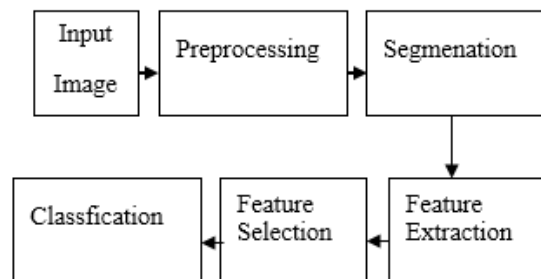 Input
Image
Preprocessing
Segmenation
Feature
Extraction
Feature
Selection
Classfication